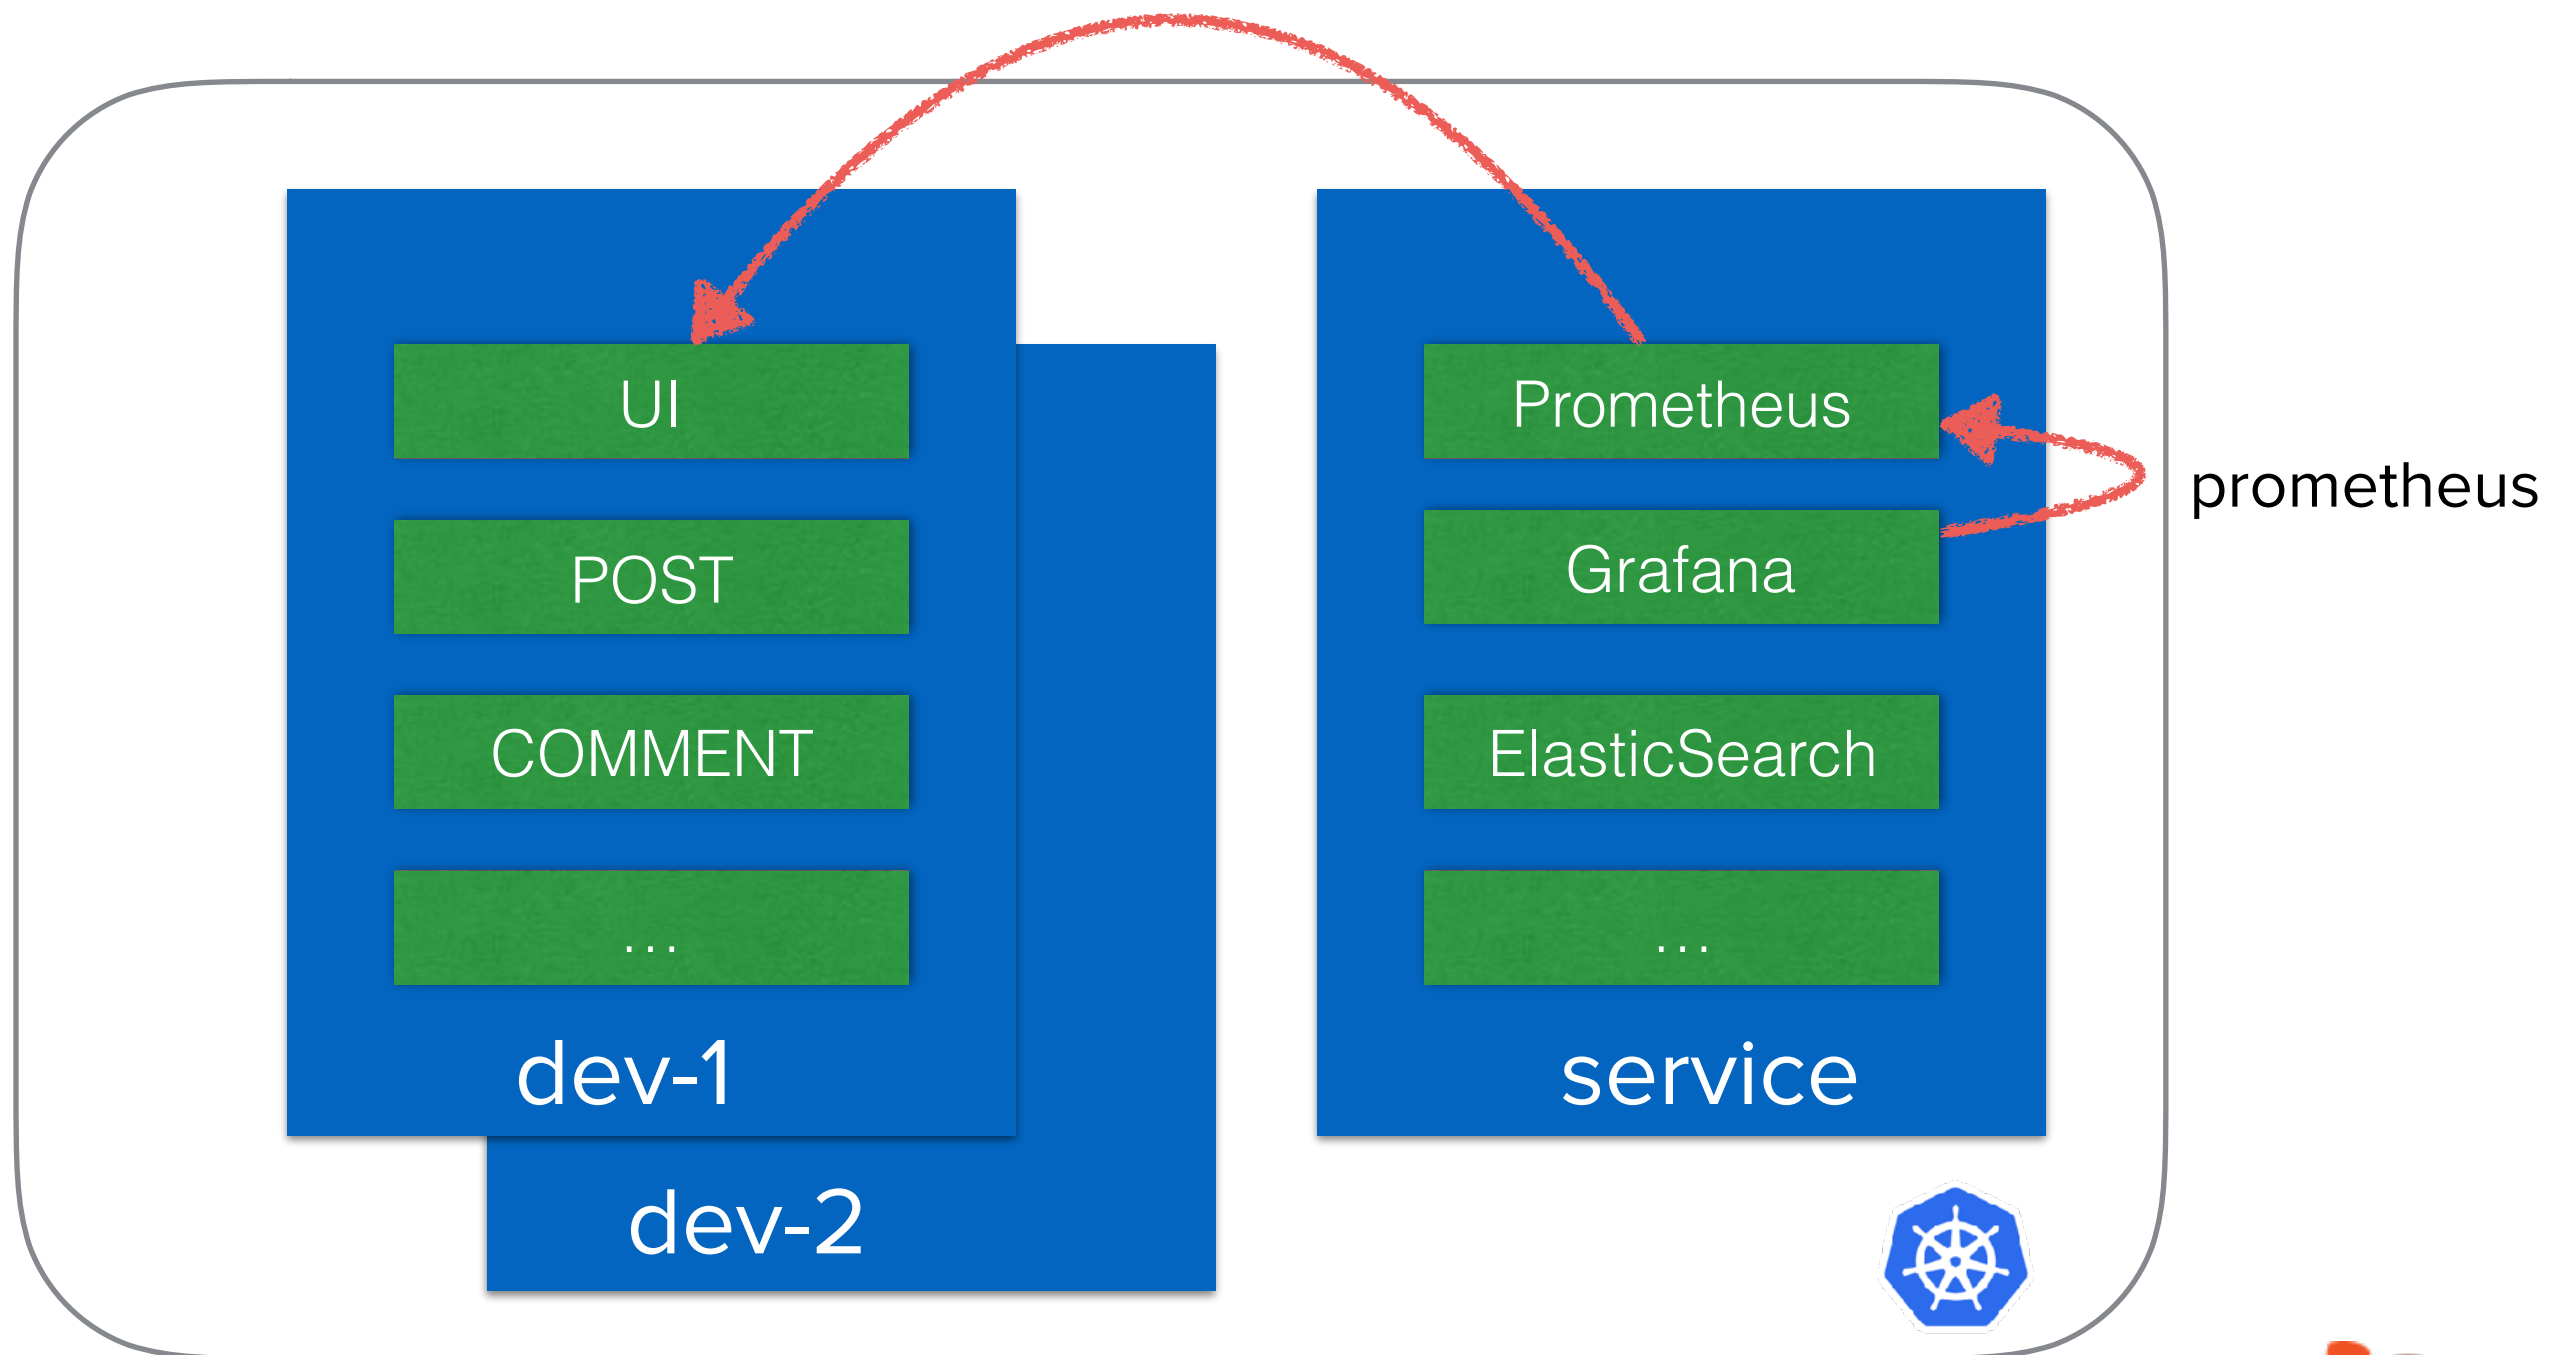 UI
POST
COMMENT
...
dev-1
dev-2
Prometheus
Grafana
ElasticSearch
...
service
prometheus